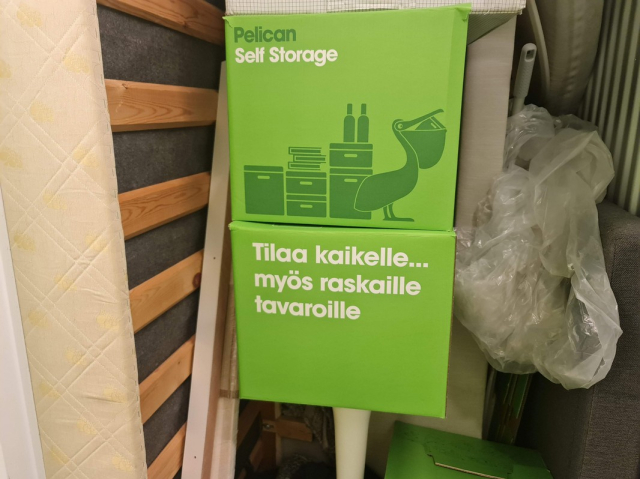 Pelican
Self Storage
Tilaa kaikelle...
myös raskaille
tavaroille